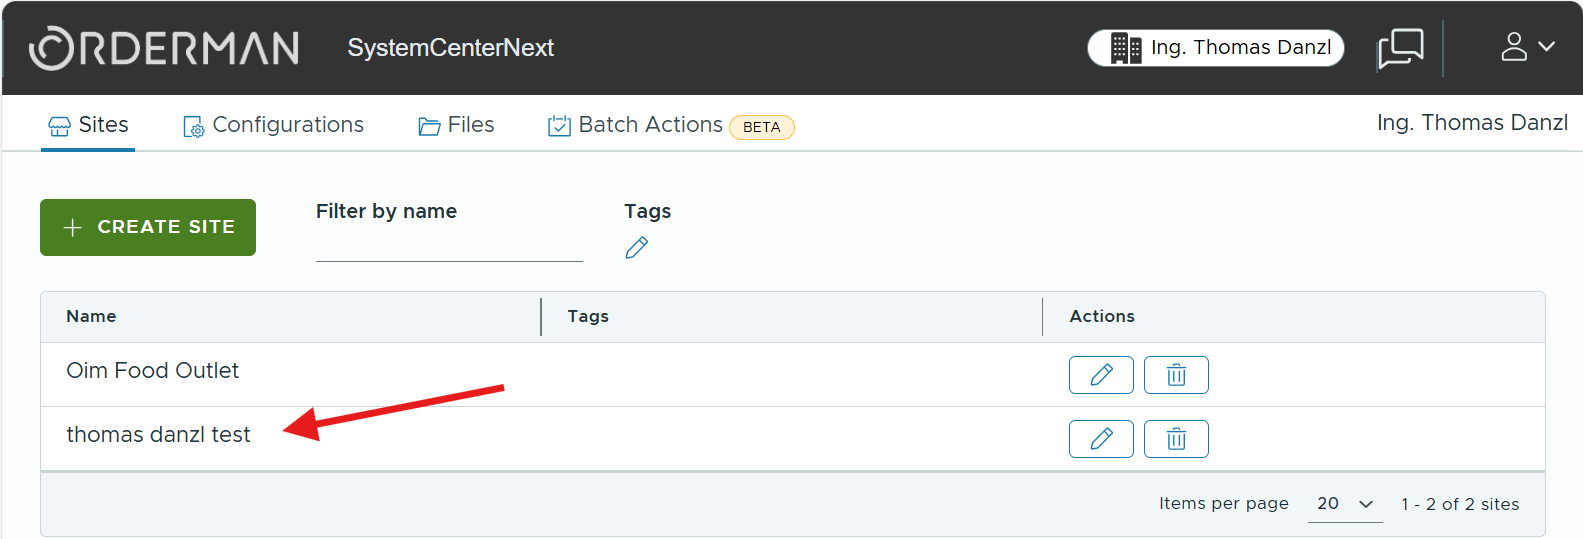 ORDERMAN SystemCenterNext Ing. Thomas Danzl
Sites Configurations Files Batch Actions BETA Ing. Thomas Danzl
CREATE SITE Filter by name Tags
Name Tags Actions
Oim Food Outlet
thomas danzl test
Items per page 20 1 - 2 of 2 sites